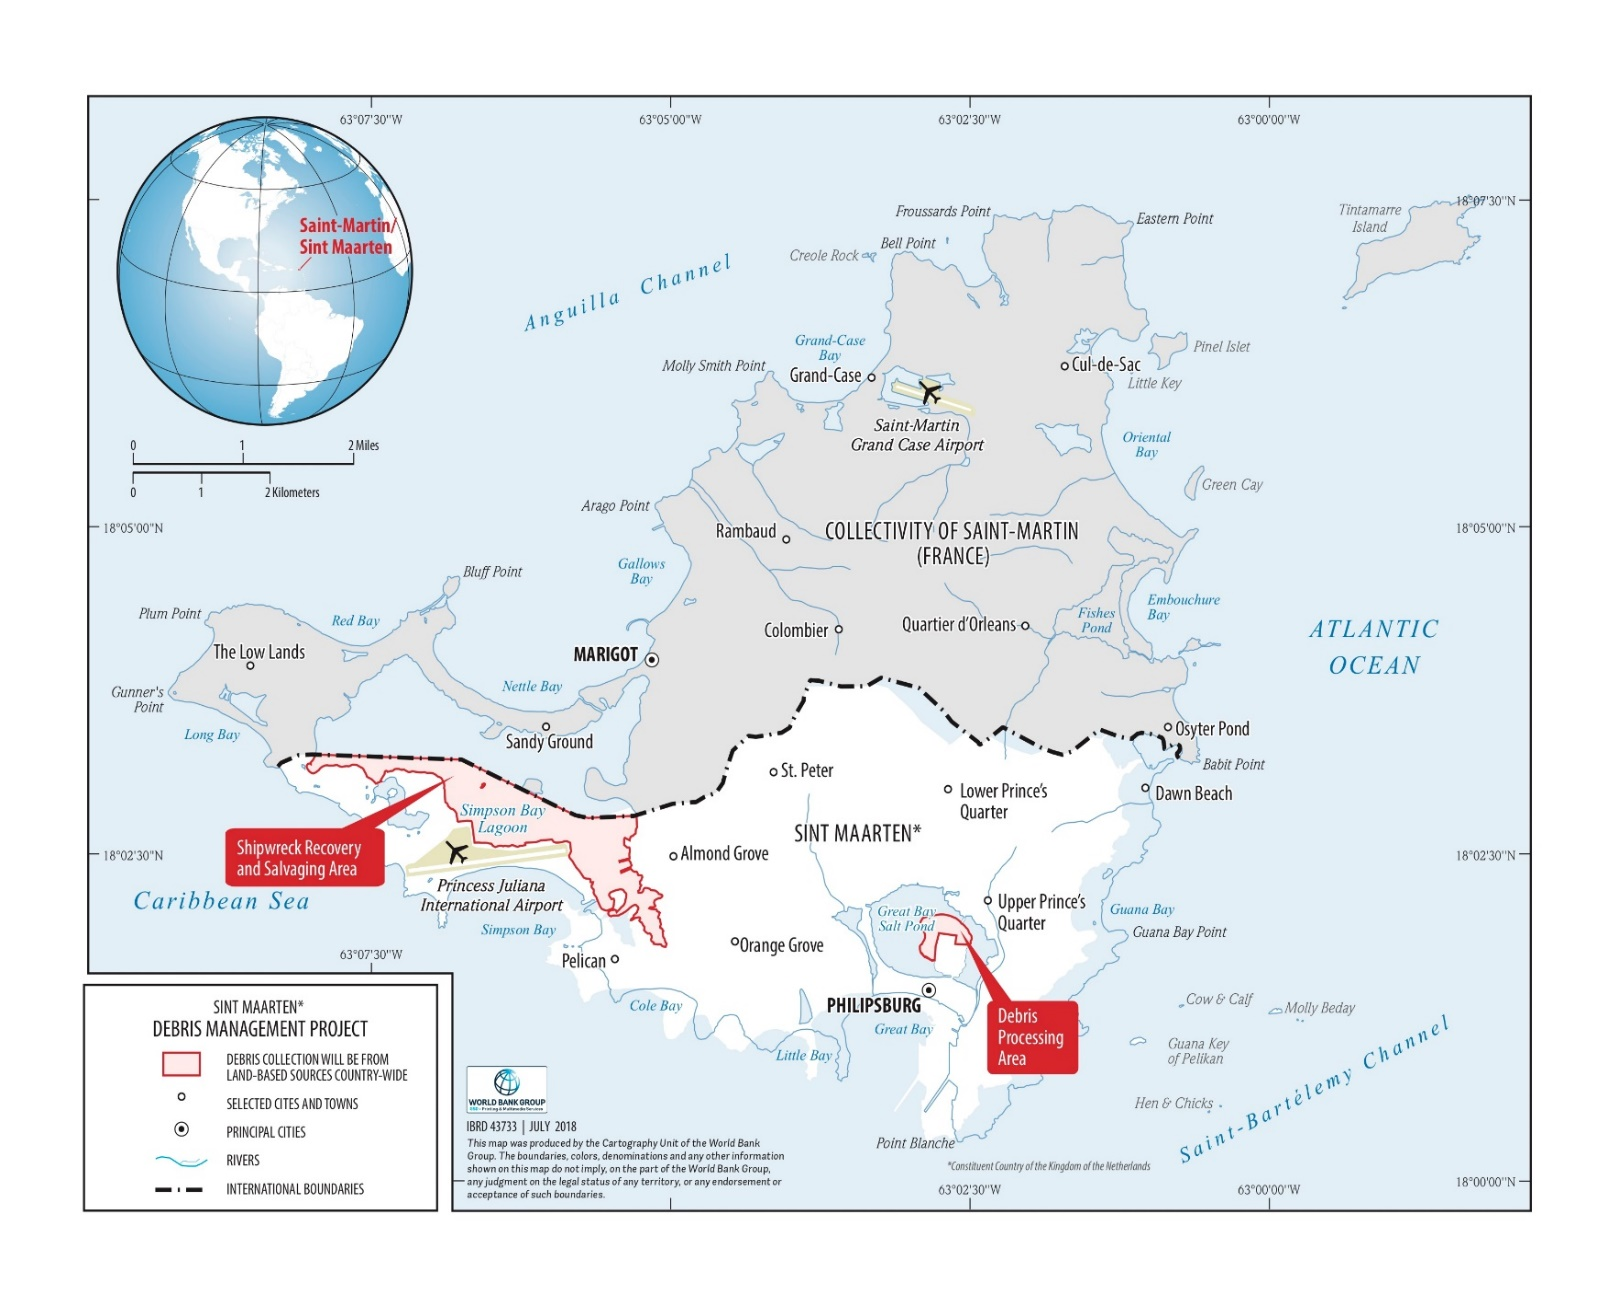 63°07'30"W
63°05'00"W
63°02'30"W
63°00'00"W
18°07'30"N
Saint-Martin/
Sint Maarten
0
1
2 Miles
0
1
2 Kilometers
Anguilla Channel
Froussards Point
Eastern Point
Bell Point
Creole Rock
Tintamarre
Island
Grand-Case
Bay
Molly Smith Point
Grand-Case
Cul-de-Sac
Pinel Islet
Little Key
Saint-Martin
Grand Case Airport
Oriental
Bay
Green Cay
Arago Point
18°05'00"N
Rambaud
COLLECTIVITY OF SAINT-MARTIN
(FRANCE)
18°05'00"N
Gallows
Bay
Bluff Point
Plum Point
Red Bay
Embouchure
Bay
Fishes
Pond
Colombier
Quartier d'Orleans
ATLANTIC
OCEAN
The Low Lands
MARIGOT
Gunner's
Point
Nettle Bay
Long Bay
Sandy Ground
Osyter Pond
Babit Point
St. Peter
Lower Prince's
Quarter
Dawn Beach
Simpson Bay
Lagoon
SINT MAARTEN*
Shipwreck Recovery
and Salvaging Area
Almond Grove
18°02'30"N
18°02'30"N
Caribbean Sea
Princess Juliana
International Airport
Simpson Bay
Great Bay
Salt Pond
Upper Prince's
Quarter
Guana Bay
Guana Bay Point
Orange Grove
Pelican
63°07'30"W
Cole Bay
PHILIPSBURG
Great Bay
Debris
Processing
Area
Cow & Calf
Molly Beday
Little Bay
Guana Key
of Pelikan
Hen & Chicks
Saint-Bartélemy Channel
Point Blanche
*Constituent Country of the Kingdom of the Netherlands
63°02'30"W
63°00'00"W
18°00'00"N
SINT MAARTEN*
DEBRIS MANAGEMENT PROJECT
DEBRIS COLLECTION WILL BE FROM
LAND-BASED SOURCES COUNTRY-WIDE
SELECTED CITES AND TOWNS
PRINCIPAL CITIES
RIVERS
INTERNATIONAL BOUNDARIES
WORLD BANK GROUP
Printing & Multimedia Services
IBRD 43733 | JULY 2018
This map was produced by the Cartography Unit of the World Bank
Group. The boundaries, colors, denominations and any other information
shown on this map do not imply, on the part of the World Bank Group,
any judgment on the legal status of any territory, or any endorsement or
acceptance of such boundaries.